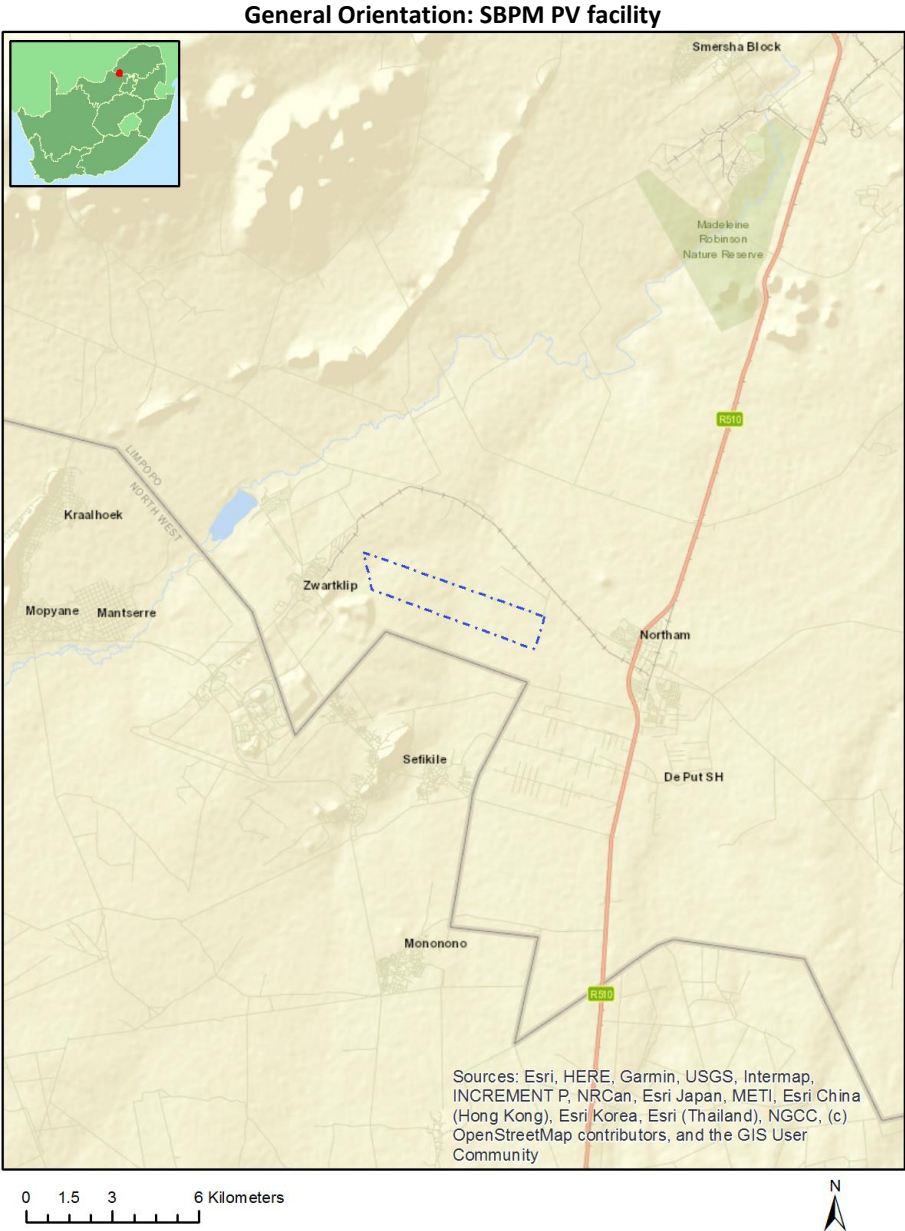 General Orientation: SBPM PV facility
Smersha Block
Madeleine
Robinson
Nature Reserve
R510
LIMPOPO
NORTH WEST
Kraalhoek
Zwartklip
Mopyane
Mantserre
Northam
Sefikile
De Put SH
Mononono
R510
Sources: Esri, HERE, Garmin, USGS, Intermap,
INCREMENT P, NRCan, Esri Japan, METI, Esri China
(Hong Kong), Esri Korea, Esri (Thailand), NGCC, (c)
OpenStreetMap contributors, and the GIS User
Community
0 1.5 3 6 Kilometers
N